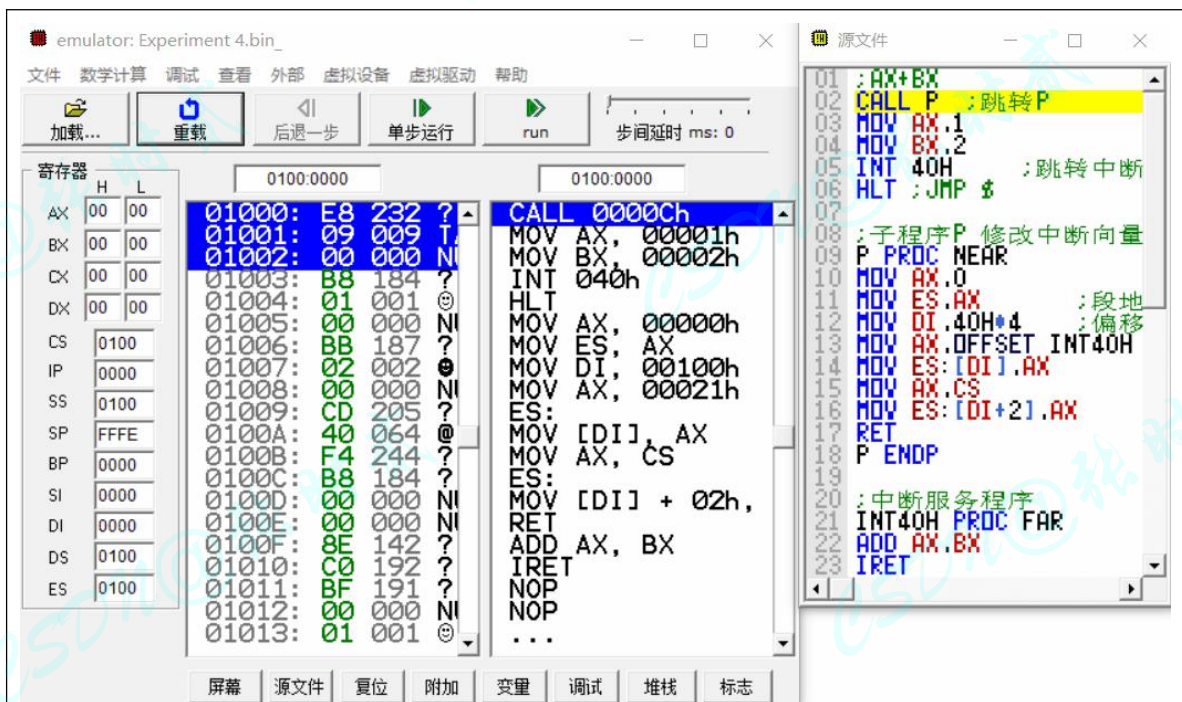 emulator: Experiment 4.bin_
文件 数学计算 调试 查看 外部 虚拟设备 虚拟驱动 帮助
加载... 重载 后退一步 单步运行 run 步间延时 ms: 0
寄存器
H L
AX 00 00
BX 00 00
CX 00 00
DX 00 00
CS 0100
IP 0000
SS 0100
SP FFFE
BP 0000
SI 0000
DI 0000
DS 0100
ES 0100
0100:0000
01000: E8 232 ?
01001: 09 009 T
01002: 00 000 N
01003: B8 184 ?
01004: 01 001 ☺
01005: 00 000 NU
01006: BB 187 ?
01007: 02 002 ☻
01008: 00 000 NU
01009: CD 205 ?
0100A: 40 064 @
0100B: F4 244 ?
0100C: B8 184 ?
0100D: 00 000 NU
0100E: 00 000 NU
0100F: 8E 142 ?
01010: C0 192 ?
01011: BF 191 ?
01012: 00 000 NU
01013: 01 001 ☺
0100:0000
CALL 0000Ch
MOV AX, 00001h
MOV BX, 00002h
INT 040h
HLT
MOV AX, 00000h
MOV ES, AX
MOV DI, 00100h
MOV AX, 00021h
ES:
MOV [DI], AX
MOV AX, CS
ES:
MOV [DI] + 02h,
RET
ADD AX, BX
IRET
NOP
NOP
...
屏幕 源文件 复位 附加 变量 调试 堆栈 标志
源文件
01 ;AX+BX
02 CALL P ;跳转P
03 MOV AX,1
04 MOV BX,2
05 INT 40H ;跳转中断
06 HLT ;JMP $
07
08 ;子程序P 修改中断向量
09 P PROC NEAR
10 MOV AX,0
11 MOV ES,AX ;段地
12 MOV DI,40H*4 ;偏移
13 MOV AX,OFFSET INT40H
14 MOV ES:[DI],AX
15 MOV AX,CS
16 MOV ES:[DI+2],AX
17 RET
18 P ENDP
19
20 ;中断服务程序
21 INT40H PROC FAR
22 ADD AX,BX
23 IRET